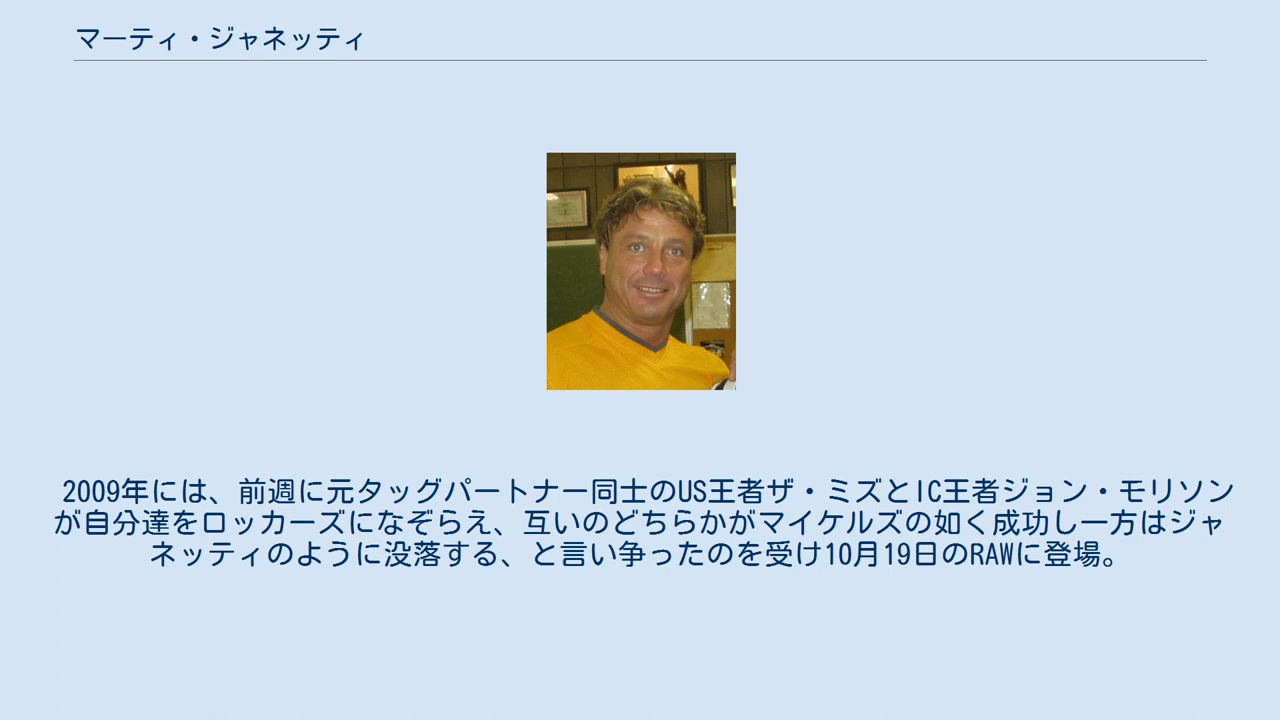 マーティ・ジャネッティ
2009年には、前週に元タッグパートナー同士のUS王者ザ・ミズとIC王者ジョン・モリソン
が自分達をロッカーズになぞらえ、互いのどちらかがマイケルズの如く成功し一方はジャ
ネッティのように没落する、と言い争ったのを受け10月19日のRAWに登場。